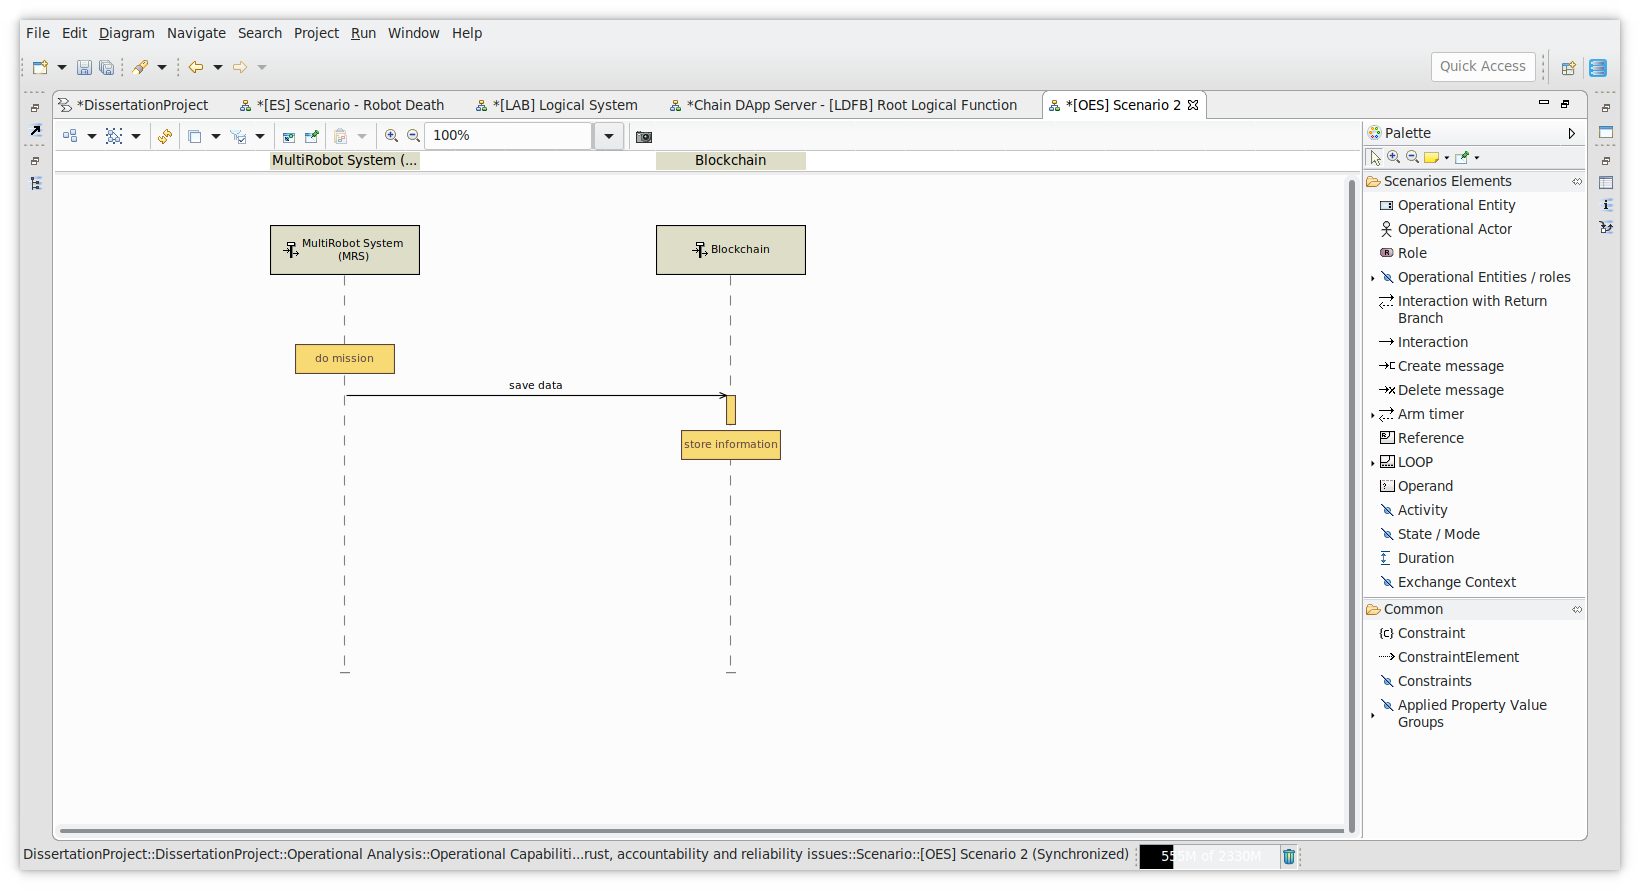 File Edit Diagram Navigate Search Project Run Window Help
Quick Access
*DissertationProject *[ES] Scenario - Robot Death *[LAB] Logical System *Chain DApp Server - [LDFB] Root Logical Function *[OES] Scenario 2
100%
Palette
MultiRobot System (... Blockchain
Scenarios Elements
Operational Entity
Operational Actor
Role
Operational Entities / roles
Interaction with Return
Branch
Interaction
Create message
Delete message
Arm timer
Reference
LOOP
Operand
Activity
State / Mode
Duration
Exchange Context
Common
{c} Constraint
ConstraintElement
Constraints
Applied Property Value
Groups
MultiRobot System
(MRS)
Blockchain
do mission
save data
store information
DissertationProject::DissertationProject::Operational Analysis::Operational Capabiliti...rust, accountability and reliability issues::Scenario::[OES] Scenario 2 (Synchronized) 555M of 2330M